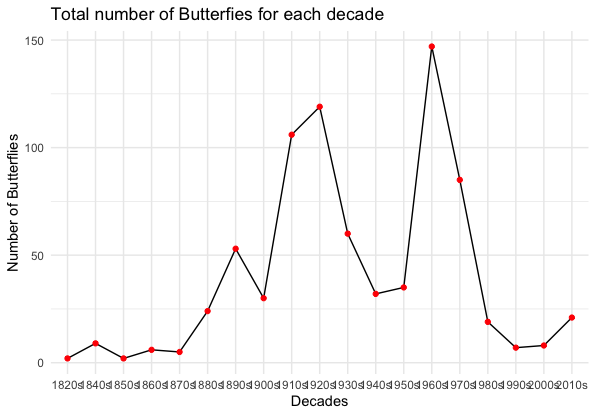 Total number of Butterfies for each decade
Number of Butterflies
150
100
50
0
1820s 1840s 1850s 1860s 1870s 1880s 1890s 1900s 1910s 1920s 1930s 1940s 1950s 1960s 1970s 1980s 1990s 2000s 2010s
Decades